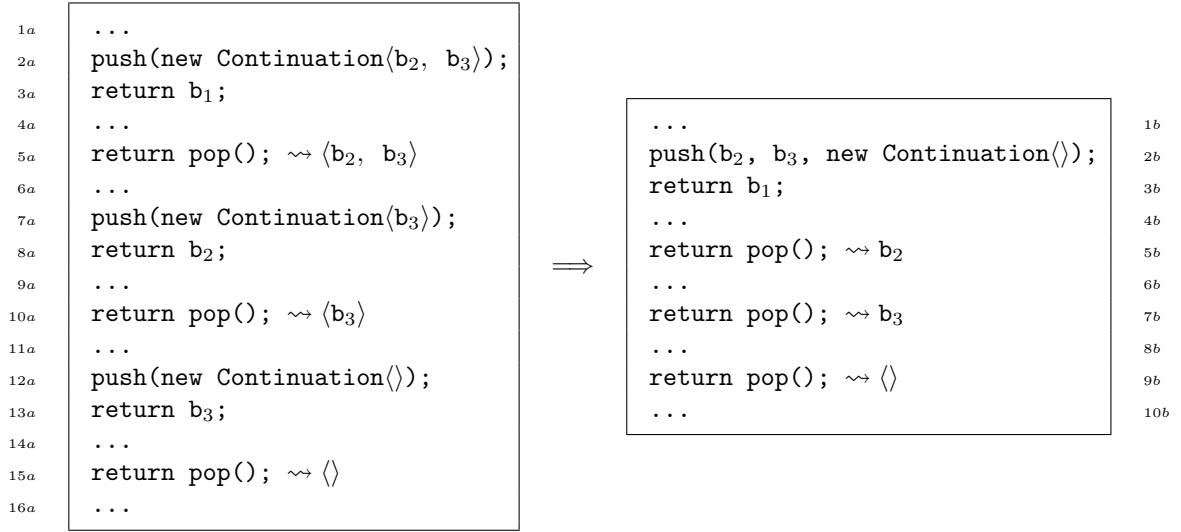 1a ...
2a push(new Continuation⟨b₂, b₃⟩);
3a return b₁;
4a ...
5a return pop(); ⇝ ⟨b₂, b₃⟩
6a ...
7a push(new Continuation⟨b₃⟩);
8a return b₂;
9a ...
10a return pop(); ⇝ ⟨b₃⟩
11a ...
12a push(new Continuation⟨⟩);
13a return b₃;
14a ...
15a return pop(); ⇝ ⟨⟩
16a ...
⟹
... 1b
push(b₂, b₃, new Continuation⟨⟩); 2b
return b₁; 3b
... 4b
return pop(); ⇝ b₂ 5b
... 6b
return pop(); ⇝ b₃ 7b
... 8b
return pop(); ⇝ ⟨⟩ 9b
... 10b